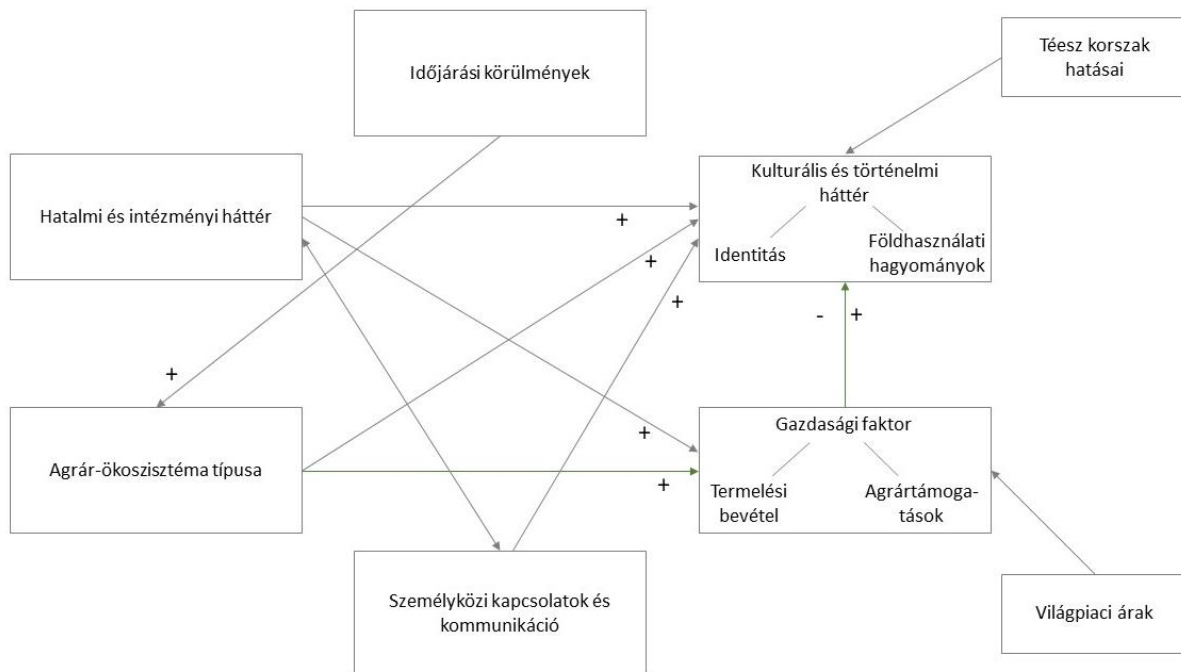 Időjárási körülmények
Téesz korszak
hatásai
Hatalmi és intézményi háttér
Kulturális és történelmi
háttér
Identitás
Földhasználati
hagyományok
+
+
+
- +
+
Agrár-ökoszisztéma típusa
Gazdasági faktor
+
+
Termelési
bevétel
Agrártámoga-
tások
Személyközi kapcsolatok és
kommunikáció
Világpiaci árak